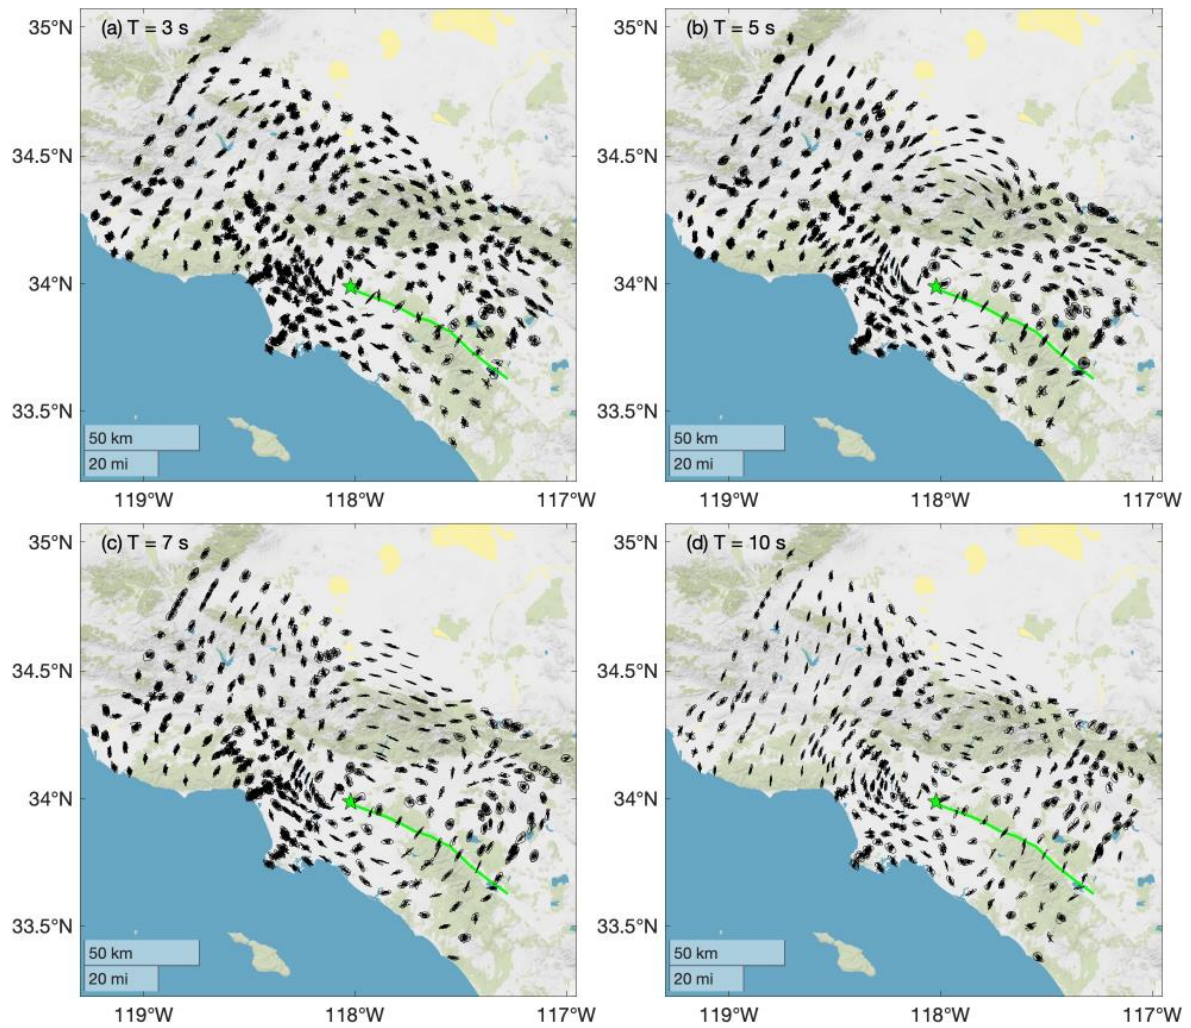 (a) T = 3 s
35°N
34.5°N
34°N
33.5°N
50 km
20 mi
119°W
118°W
117°W
(b) T = 5 s
35°N
34.5°N
34°N
33.5°N
50 km
20 mi
119°W
118°W
117°W
(c) T = 7 s
35°N
34.5°N
34°N
33.5°N
50 km
20 mi
119°W
118°W
117°W
(d) T = 10 s
35°N
34.5°N
34°N
33.5°N
50 km
20 mi
119°W
118°W
117°W